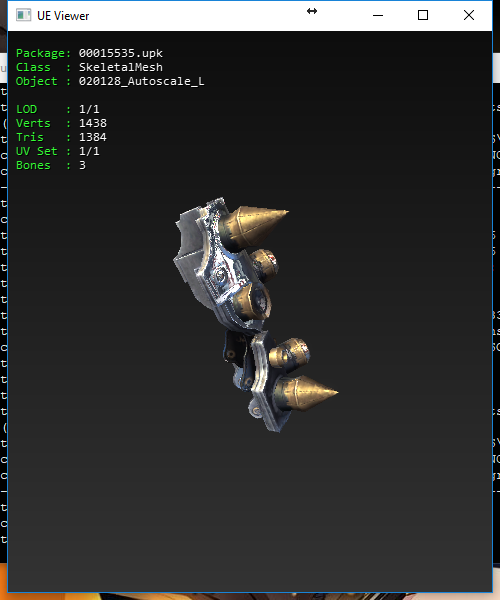 UE Viewer
Package: 00015535.upk
Class : SkeletalMesh
Object : 020128_Autoscale_L
LOD : 1/1
Verts : 1438
Tris : 1384
UV Set : 1/1
Bones : 3